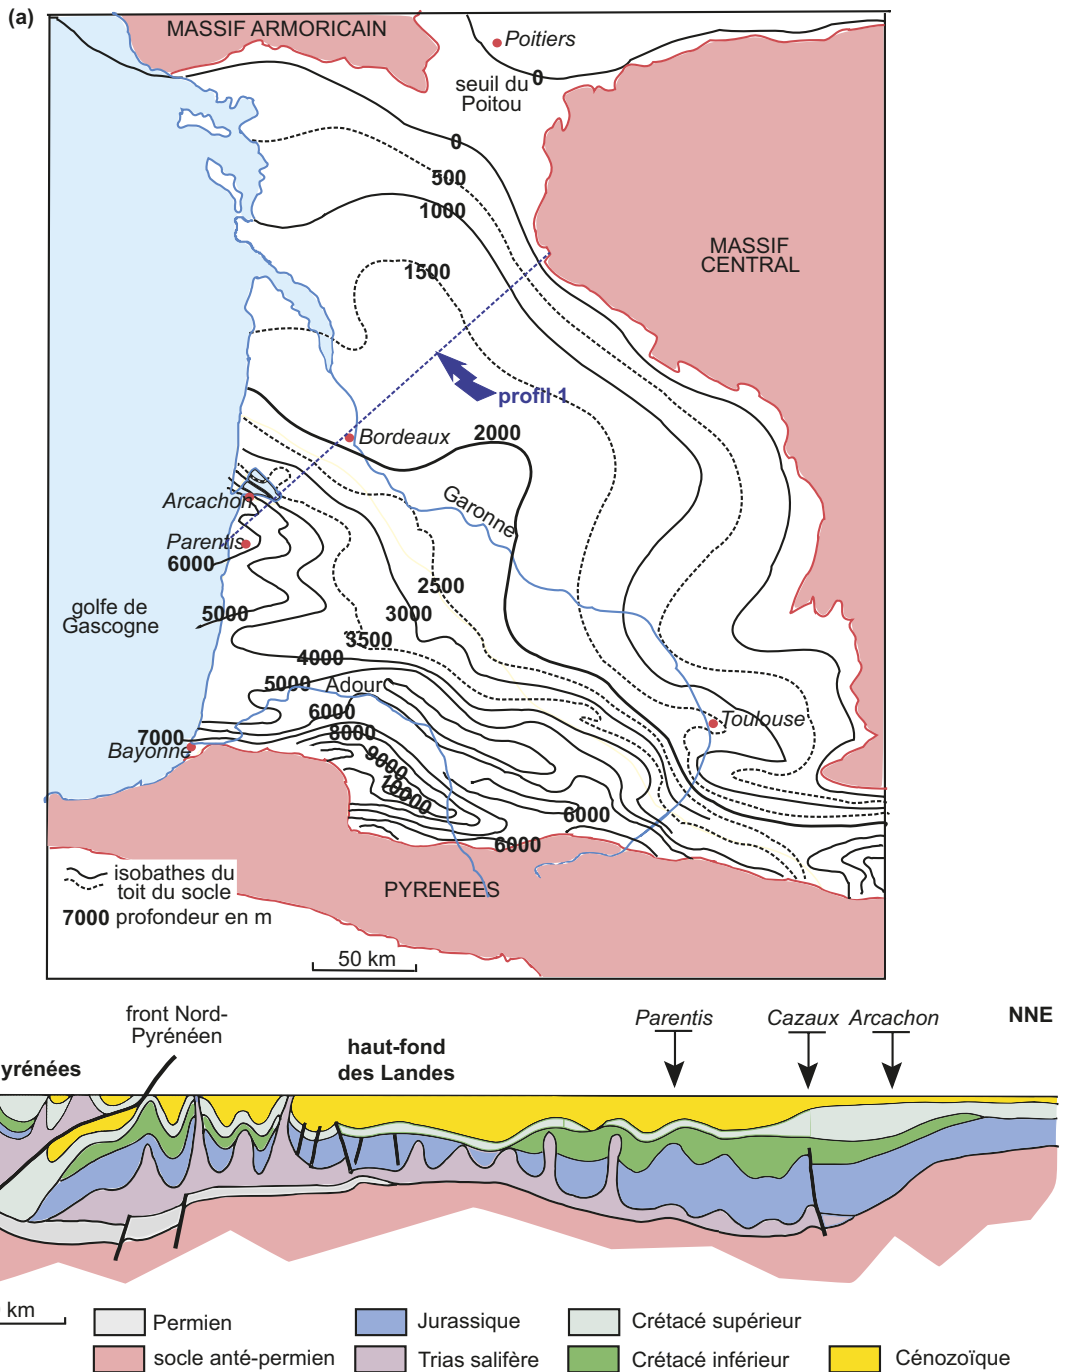 (a)
MASSIF ARMORICAIN
Poitiers
seuil du
Poitou
0
0
500
1000
MASSIF
CENTRAL
1500
profil 1
Bordeaux
2000
Garonne
Arcachon
Parentis
6000
2500
golfe de
Gascogne
5000
3000
3500
4000
5000
Adour
6000
Toulouse
7000
8000
Bayonne
9000
10000
6000
6000
isobathes du
toit du socle
7000 profondeur en m
PYRENEES
50 km
front Nord-
Pyrénéen
Parentis
Cazaux
Arcachon
NNE
haut-fond
des Landes
yrénées
km
Permien
Jurassique
Crétacé supérieur
socle anté-permien
Trias salifère
Crétacé inférieur
Cénozoïque